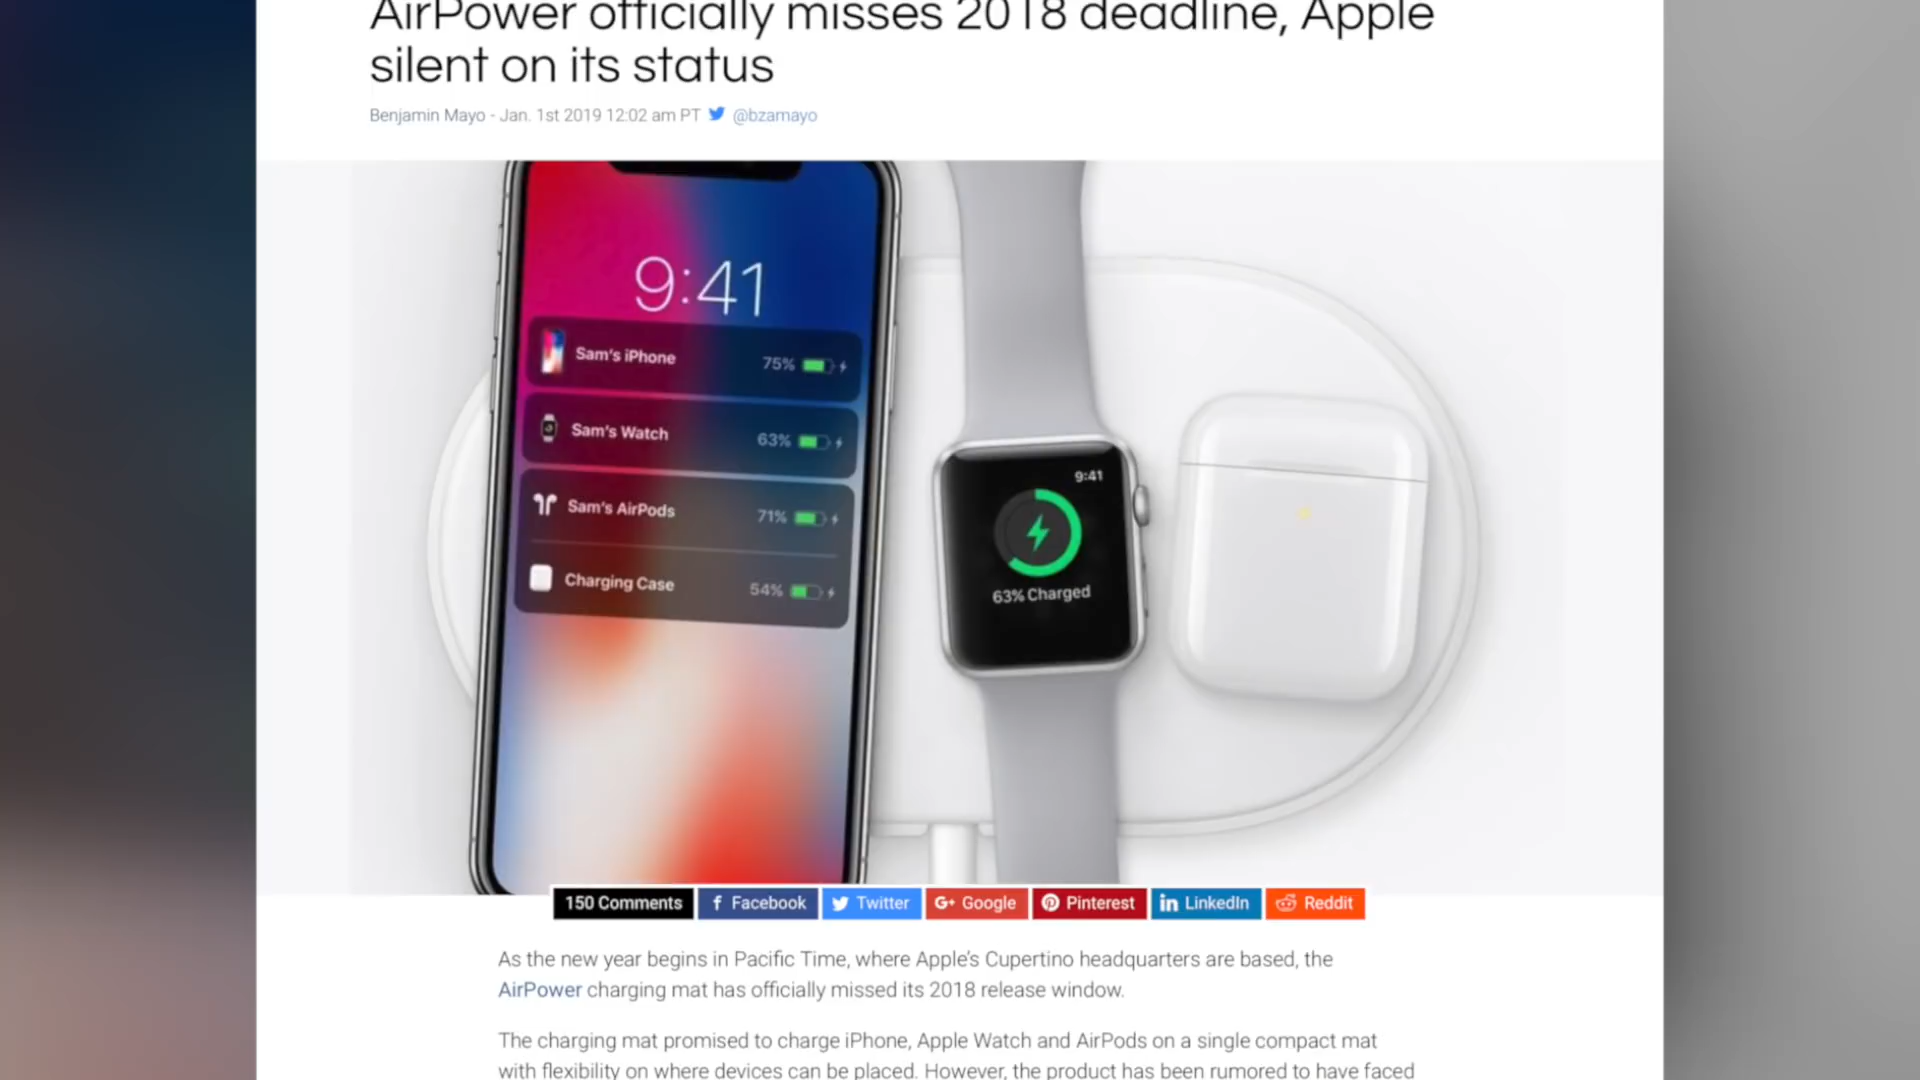 AirPower officially misses 2018 deadline, Apple
silent on its status
Benjamin Mayo - Jan. 1st 2019 12:02 am PT @bzamayo
9:41
Sam's iPhone 75%
Sam's Watch 63%
Sam's AirPods 71%
Charging Case 54%
9:41
63% Charged
150 Comments Facebook Twitter G+ Google Pinterest in LinkedIn Reddit
As the new year begins in Pacific Time, where Apple's Cupertino headquarters are based, the
AirPower charging mat has officially missed its 2018 release window.
The charging mat promised to charge iPhone, Apple Watch and AirPods on a single compact mat
with flexibility on where devices can be placed. However, the product has been rumored to have faced